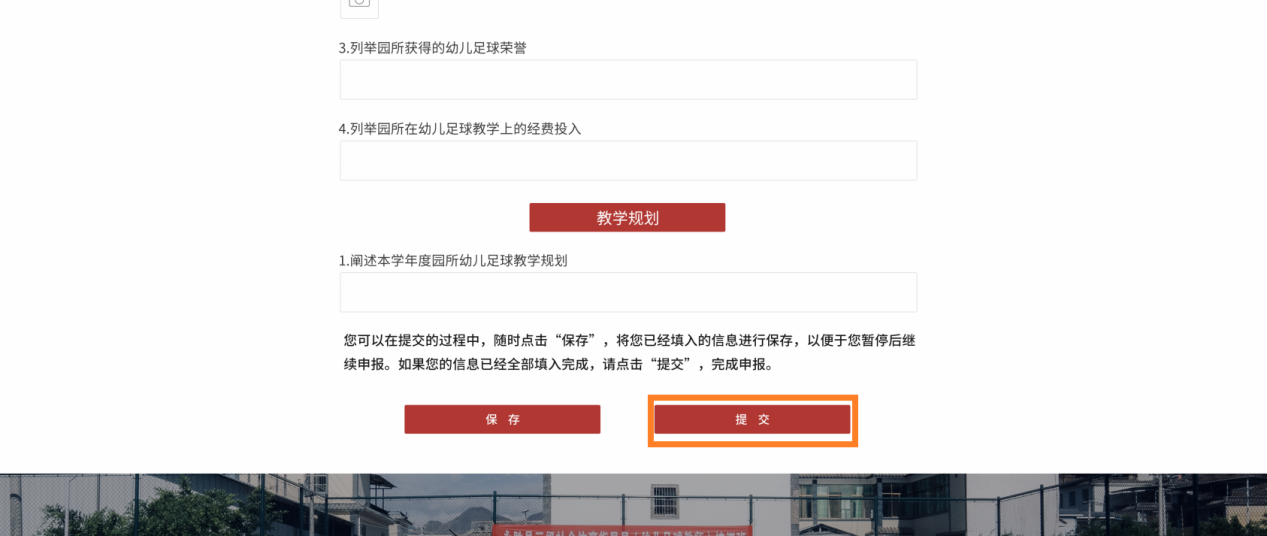 3.列举园所获得的幼儿足球荣誉
4.列举园所在幼儿足球教学上的经费投入
教学规划
1.阐述本学年度园所幼儿足球教学规划
您可以在提交的过程中，随时点击“保存”，将您已经填入的信息进行保存，以便于您暂停后继
续申报。如果您的信息已经全部填入完成，请点击“提交”，完成申报。
保 存
提 交